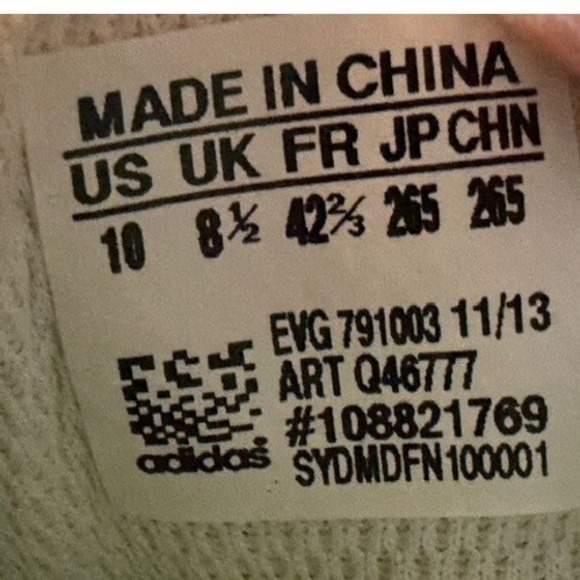 MADE IN CHINA
US UK FR JP CHN
10 8½ 42⅔ 265 265
EVG 791003 11/13
ART Q46777
#108821769
adidas SYDMDFN100001